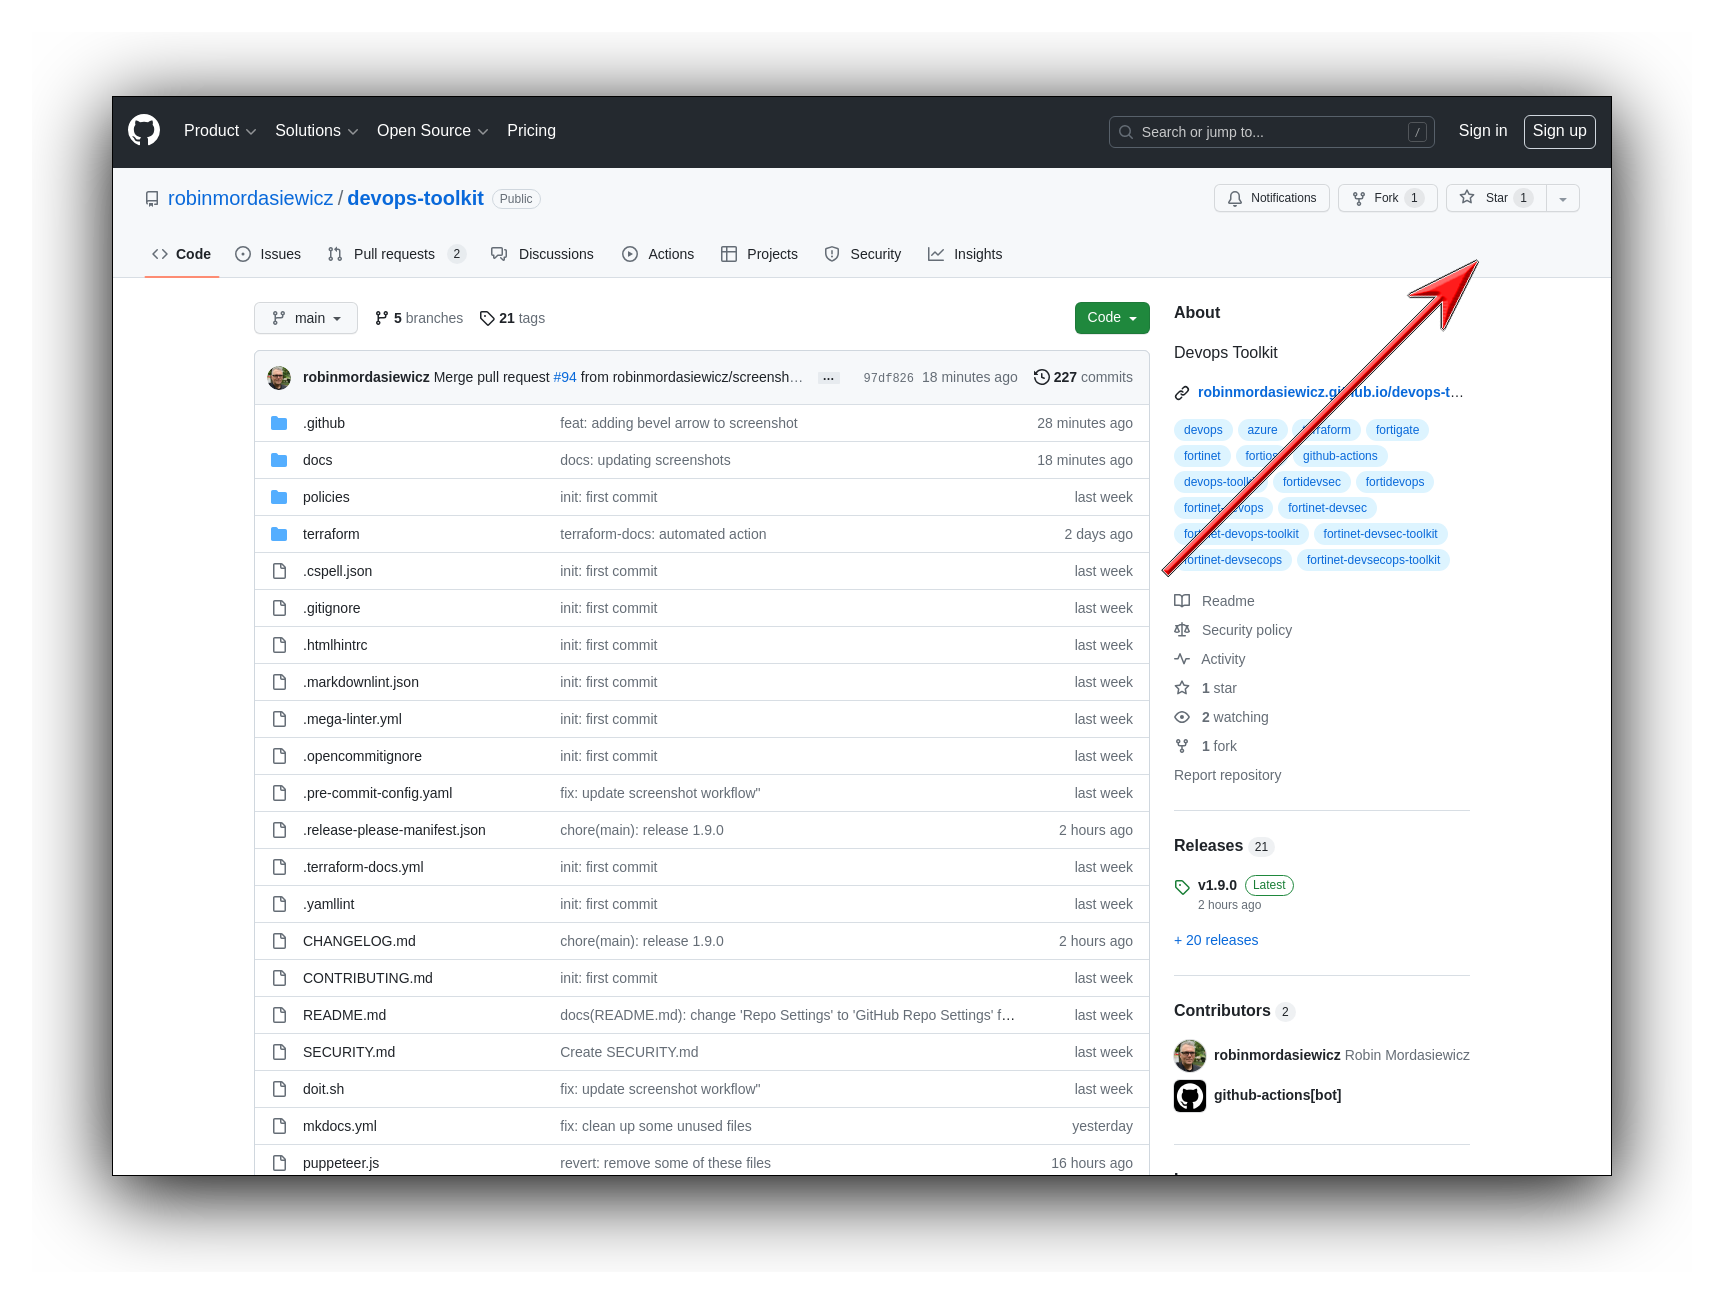 Product Solutions Open Source Pricing Search or jump to... / Sign in Sign up
robinmordasiewicz / devops-toolkit Public Notifications Fork 1 Star 1
Code Issues Pull requests 2 Discussions Actions Projects Security Insights
main 5 branches 21 tags Code
robinmordasiewicz Merge pull request #94 from robinmordasiewicz/screensh… ... 97df826 18 minutes ago 227 commits
.github feat: adding bevel arrow to screenshot 28 minutes ago
docs docs: updating screenshots 18 minutes ago
policies init: first commit last week
terraform terraform-docs: automated action 2 days ago
.cspell.json init: first commit last week
.gitignore init: first commit last week
.htmlhintrc init: first commit last week
.markdownlint.json init: first commit last week
.mega-linter.yml init: first commit last week
.opencommitignore init: first commit last week
.pre-commit-config.yaml fix: update screenshot workflow" last week
.release-please-manifest.json chore(main): release 1.9.0 2 hours ago
.terraform-docs.yml init: first commit last week
.yamllint init: first commit last week
CHANGELOG.md chore(main): release 1.9.0 2 hours ago
CONTRIBUTING.md init: first commit last week
README.md docs(README.md): change 'Repo Settings' to 'GitHub Repo Settings' f… last week
SECURITY.md Create SECURITY.md last week
doit.sh fix: update screenshot workflow" last week
mkdocs.yml fix: clean up some unused files yesterday
puppeteer.js revert: remove some of these files 16 hours ago
About
Devops Toolkit
robinmordasiewicz.github.io/devops-t…
devops azure terraform fortigate
fortinet fortios github-actions
devops-toolkit fortidevsec fortidevops
fortinet-devops fortinet-devsec
fortinet-devops-toolkit fortinet-devsec-toolkit
fortinet-devsecops fortinet-devsecops-toolkit
Readme
Security policy
Activity
1 star
2 watching
1 fork
Report repository
Releases 21
v1.9.0 Latest
2 hours ago
+ 20 releases
Contributors 2
robinmordasiewicz Robin Mordasiewicz
github-actions[bot]